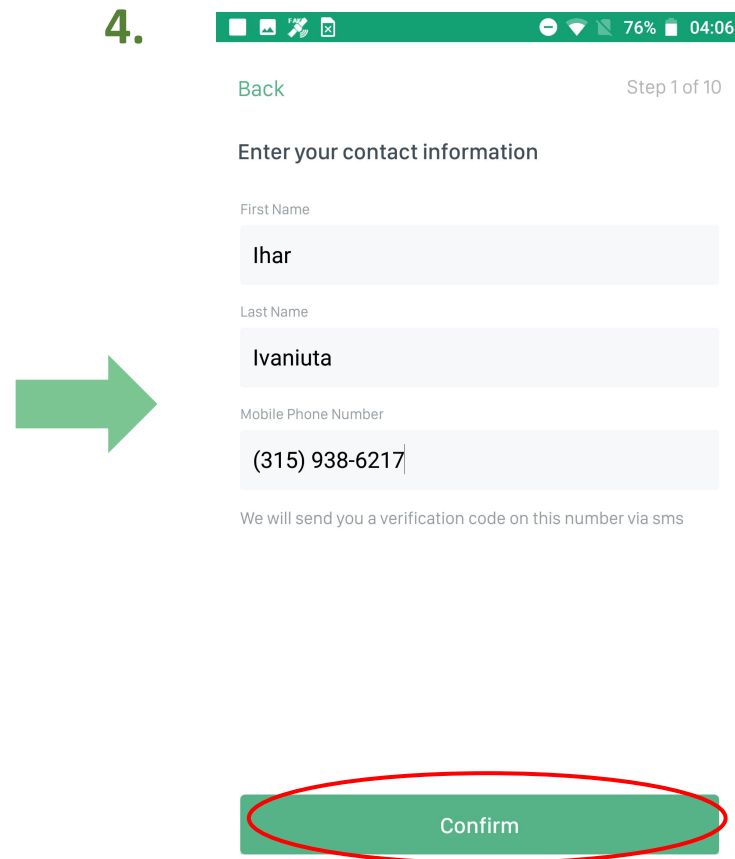 4.
FAKE
76% 04:06
Back
Step 1 of 10
Enter your contact information
First Name
Ihar
Last Name
Ivaniuta
Mobile Phone Number
(315) 938-6217
We will send you a verification code on this number via sms
Confirm